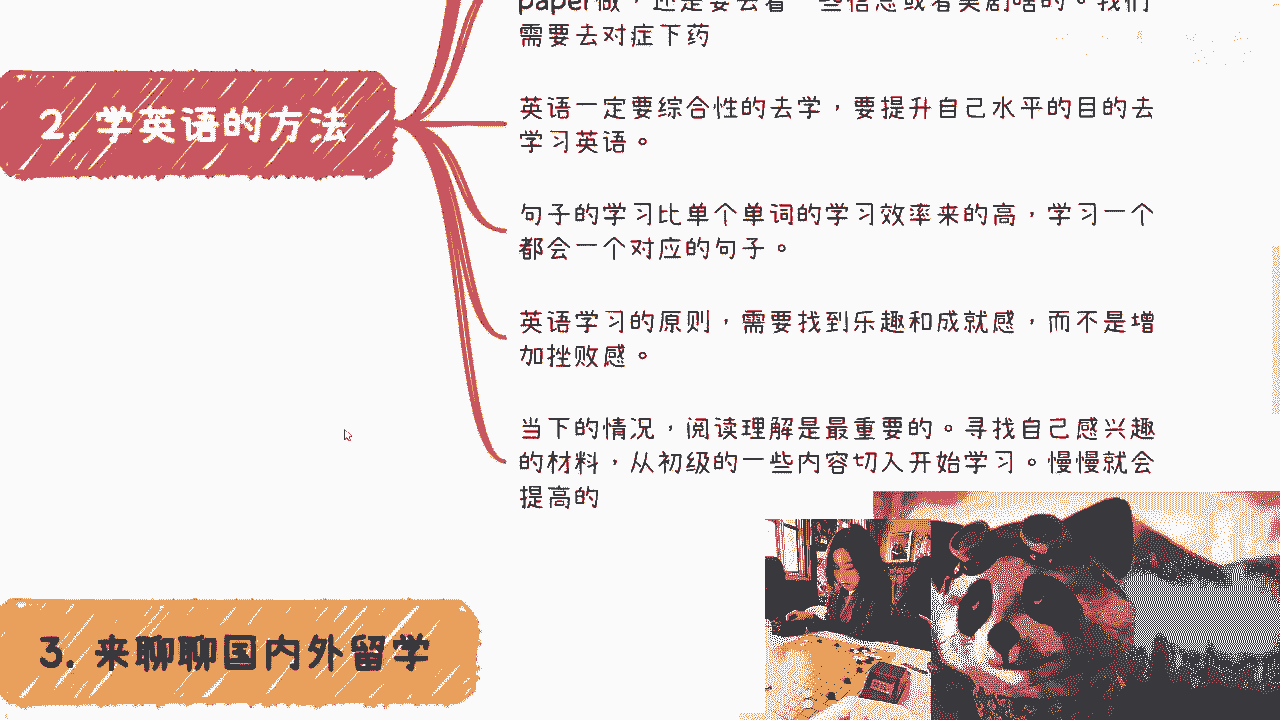 paper做，还是要去看一些信息或者美剧啥的。我们
需要去对症下药
2. 学英语的方法
英语一定要综合性的去学，要提升自己水平的目的去
学习英语。
句子的学习比单个单词的学习效率来的高，学习一个
都会一个对应的句子。
英语学习的原则，需要找到乐趣和成就感，而不是增
加挫败感。
当下的情况，阅读理解是最重要的。寻找自己感兴趣
的材料，从初级的一些内容切入开始学习。慢慢就会
提高的
3. 来聊聊国内外留学